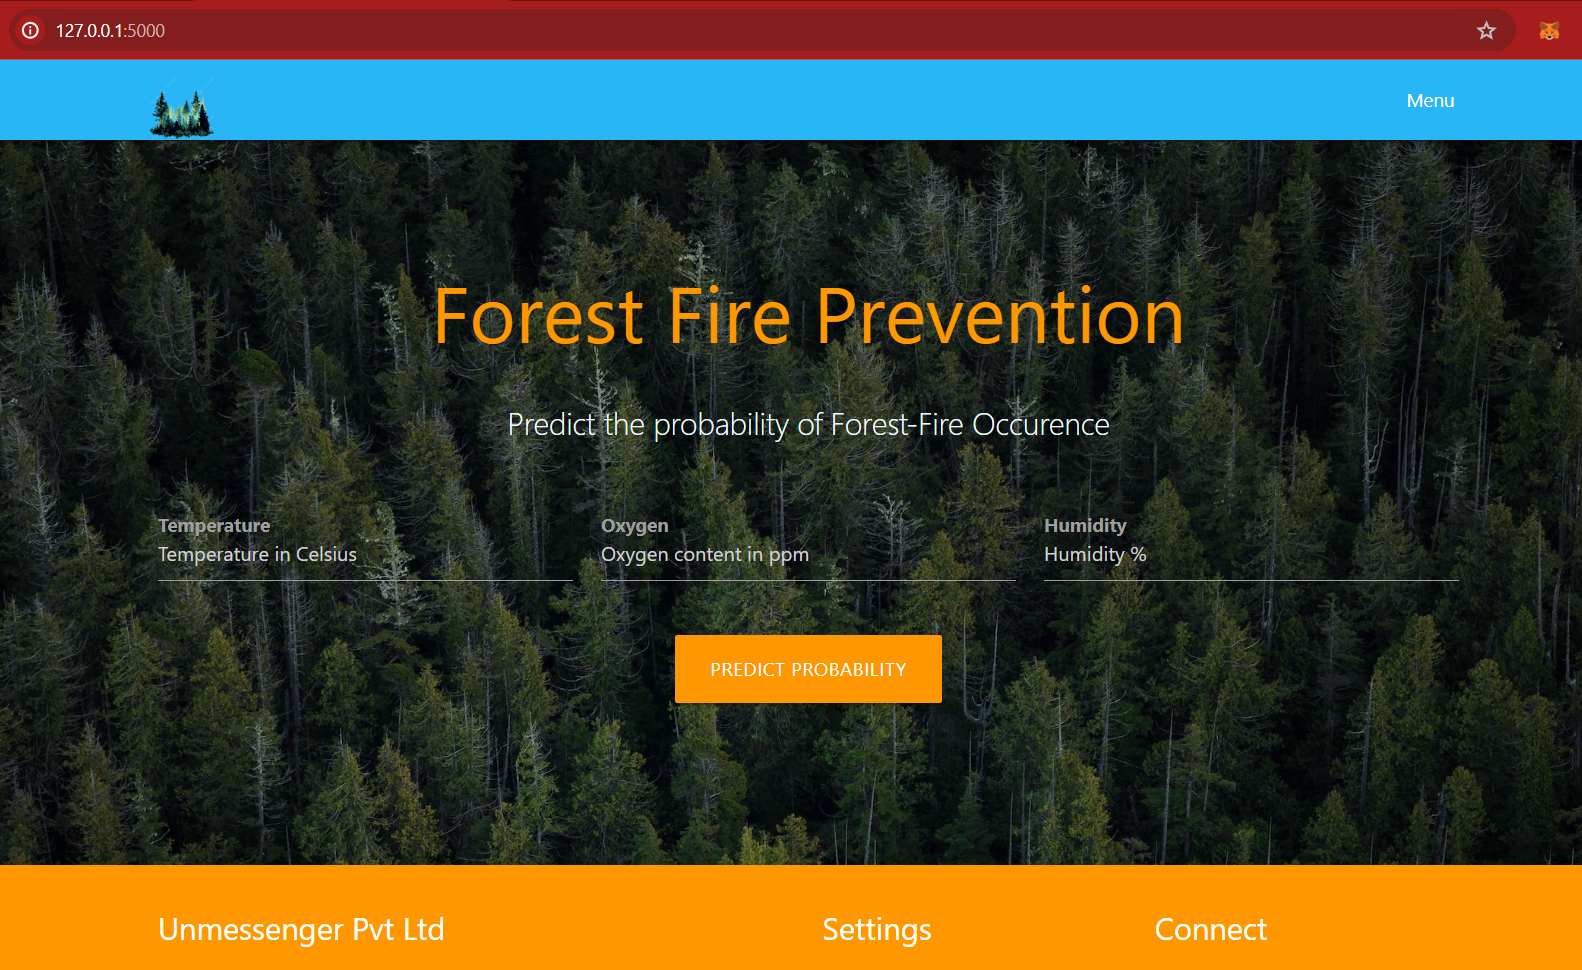 127.0.0.1:5000
Menu
Forest Fire Prevention
Predict the probability of Forest-Fire Occurence
Temperature Oxygen Humidity
Temperature in Celsius Oxygen content in ppm Humidity %
PREDICT PROBABILITY
Unmessenger Pvt Ltd Settings Connect